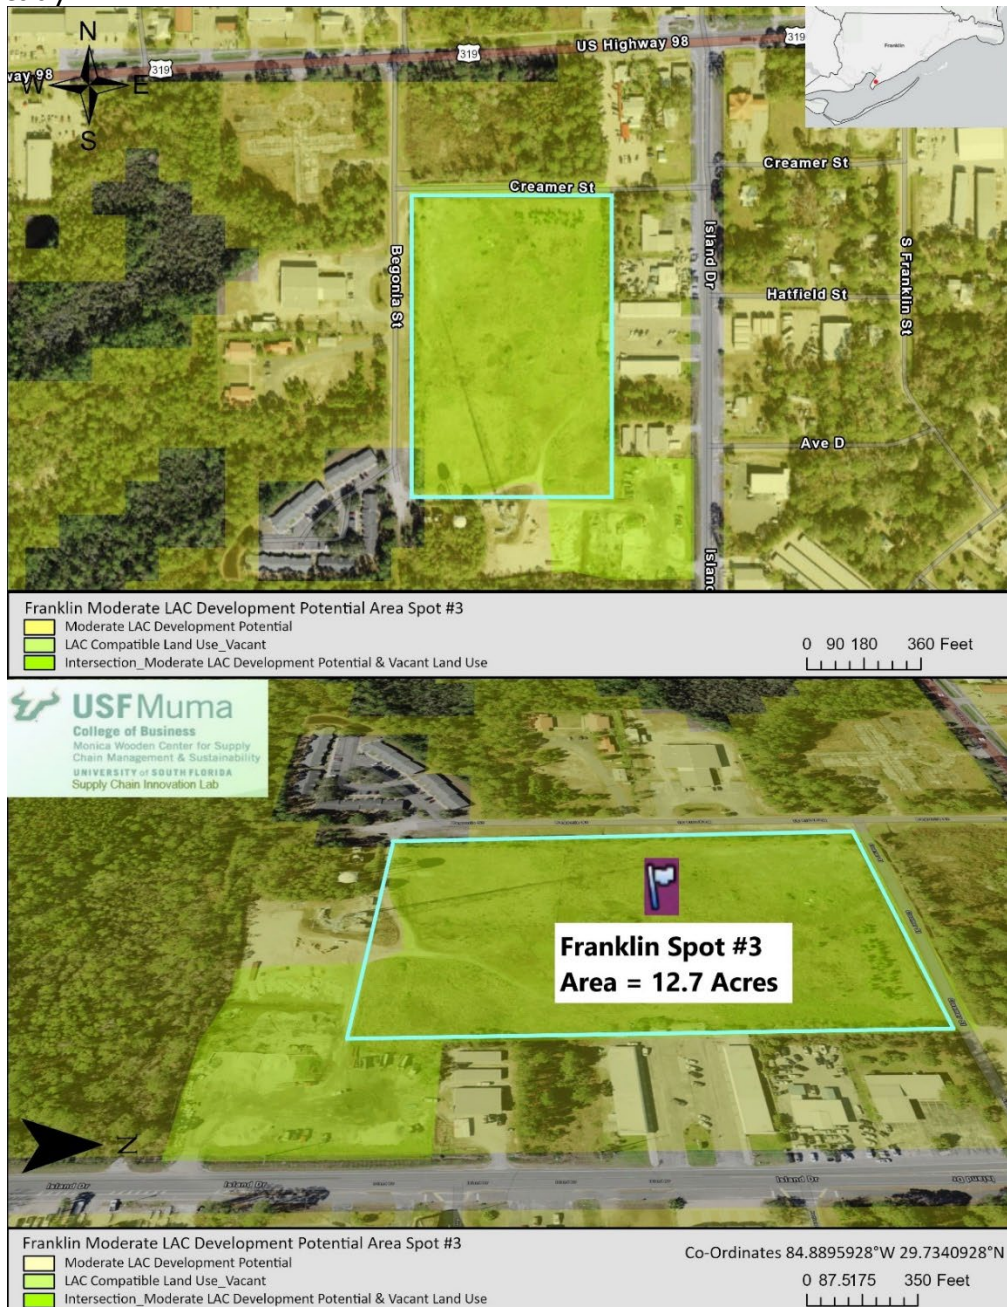 N
W
E
S
way 98
319
319
US Highway 98
319
Franklin
Creamer St
Creamer St
Begonia St
Island Dr
S Franklin St
Hatfield St
Ave D
Island
Franklin Moderate LAC Development Potential Area Spot #3
Moderate LAC Development Potential
LAC Compatible Land Use_Vacant
Intersection_Moderate LAC Development Potential & Vacant Land Use
0 90 180 360 Feet
USF Muma
College of Business
Monica Wooden Center for Supply
Chain Management & Sustainability
UNIVERSITY of SOUTH FLORIDA
Supply Chain Innovation Lab
Franklin Spot #3
Area = 12.7 Acres
N
Island Dr
Island Dr
Island Dr
Island Dr
Franklin Moderate LAC Development Potential Area Spot #3
Moderate LAC Development Potential
LAC Compatible Land Use_Vacant
Intersection_Moderate LAC Development Potential & Vacant Land Use
Co-Ordinates 84.8895928°W 29.7340928°N
0 87.5175 350 Feet